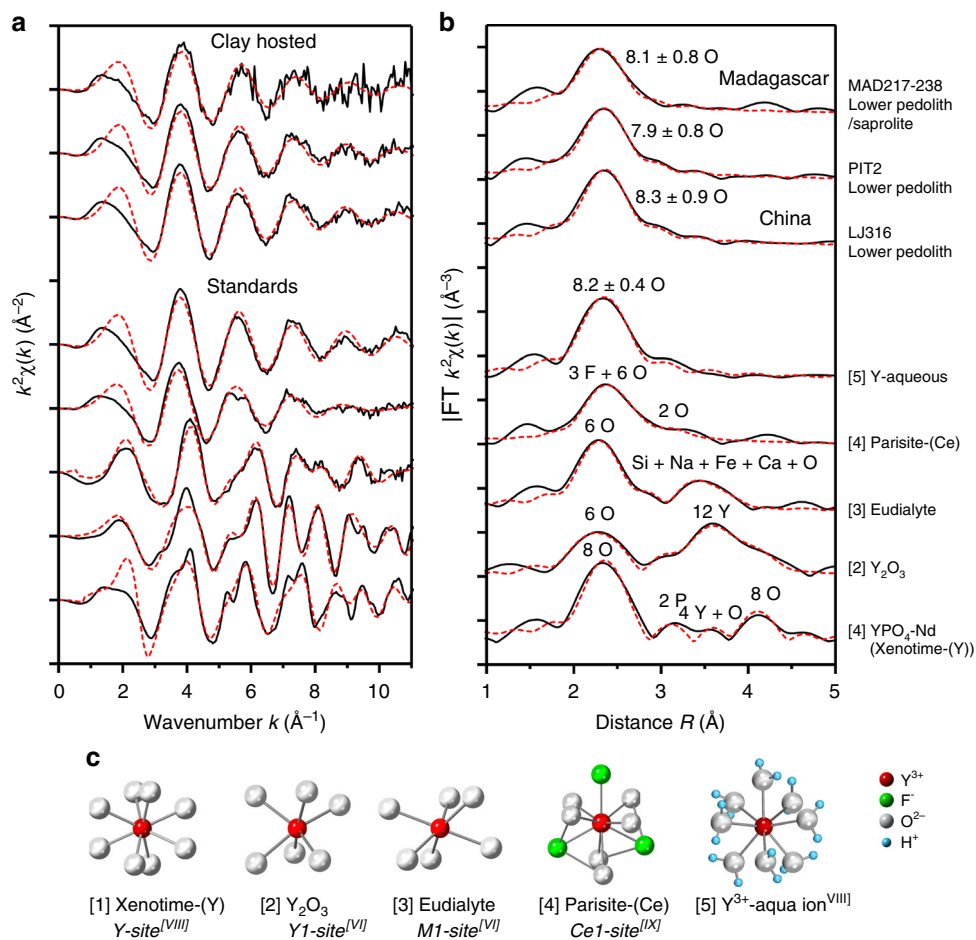 a
Clay hosted
Standards
k²χ(k) (Å⁻²)
0 2 4 6 8 10
Wavenumber k (Å⁻¹)
b
8.1 ± 0.8 O
Madagascar
7.9 ± 0.8 O
8.3 ± 0.9 O
China
8.2 ± 0.4 O
3 F + 6 O
2 O
6 O
Si + Na + Fe + Ca + O
6 O
12 Y
8 O
2 P
4 Y + O
8 O
|FT k²χ(k)| (Å⁻³)
1 2 3 4 5
Distance R (Å)
MAD217-238
Lower pedolith
/saprolite
PIT2
Lower pedolith
LJ316
Lower pedolith
[5] Y-aqueous
[4] Parisite-(Ce)
[3] Eudialyte
[2] Y₂O₃
[4] YPO₄-Nd
(Xenotime-(Y))
c
Y³⁺
F⁻
O²⁻
H⁺
[1] Xenotime-(Y)
Y-site[VIII]
[2] Y₂O₃
Y1-site[VI]
[3] Eudialyte
M1-site[VI]
[4] Parisite-(Ce)
Ce1-site[IX]
[5] Y³⁺-aqua ionVIII]